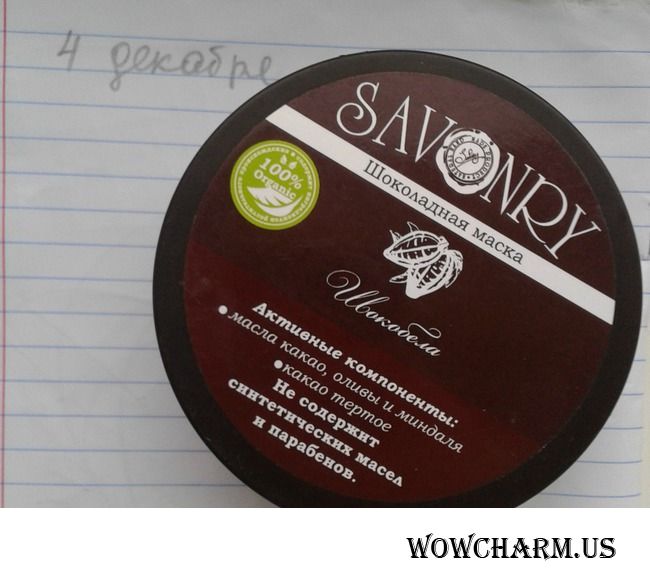 4 декабре
SAVONRY
Шоколадная маска
100%
Organic
Шокобела
Активные компоненты:
•масла какао, оливы и миндаля
•какао тертое
Не содержит
синтетических масел
и парабенов.
WOWCHARM.US